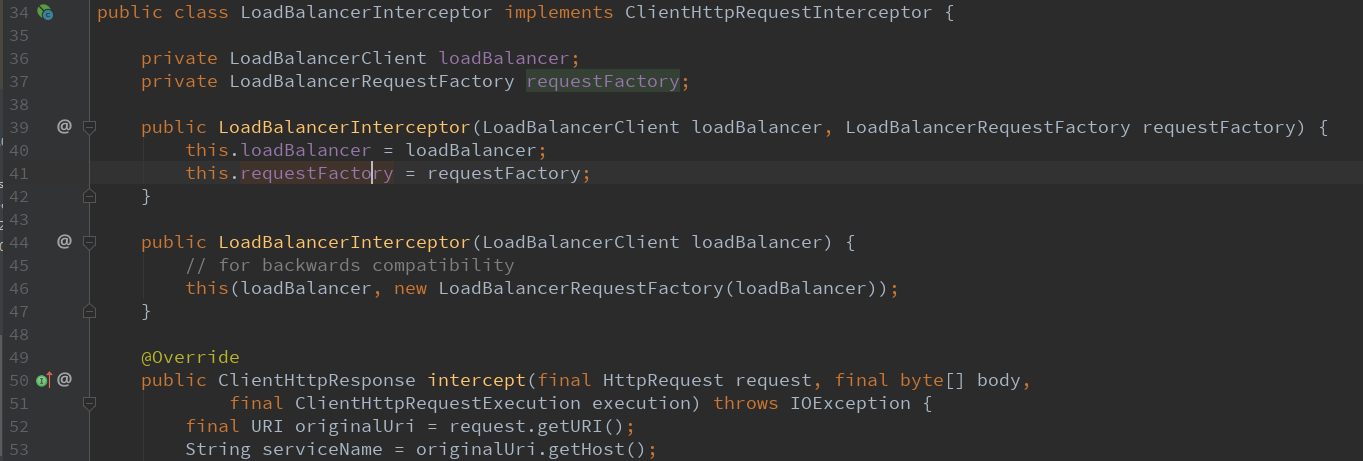 34 public class LoadBalancerInterceptor implements ClientHttpRequestInterceptor {
35
36     private LoadBalancerClient loadBalancer;
37     private LoadBalancerRequestFactory requestFactory;
38
39 @     public LoadBalancerInterceptor(LoadBalancerClient loadBalancer, LoadBalancerRequestFactory requestFactory) {
40         this.loadBalancer = loadBalancer;
41         this.requestFactory = requestFactory;
42     }
43
44 @     public LoadBalancerInterceptor(LoadBalancerClient loadBalancer) {
45         // for backwards compatibility
46         this(loadBalancer, new LoadBalancerRequestFactory(loadBalancer));
47     }
48
49     @Override
50 @     public ClientHttpResponse intercept(final HttpRequest request, final byte[] body,
51             final ClientHttpRequestExecution execution) throws IOException {
52         final URI originalUri = request.getURI();
53         String serviceName = originalUri.getHost();